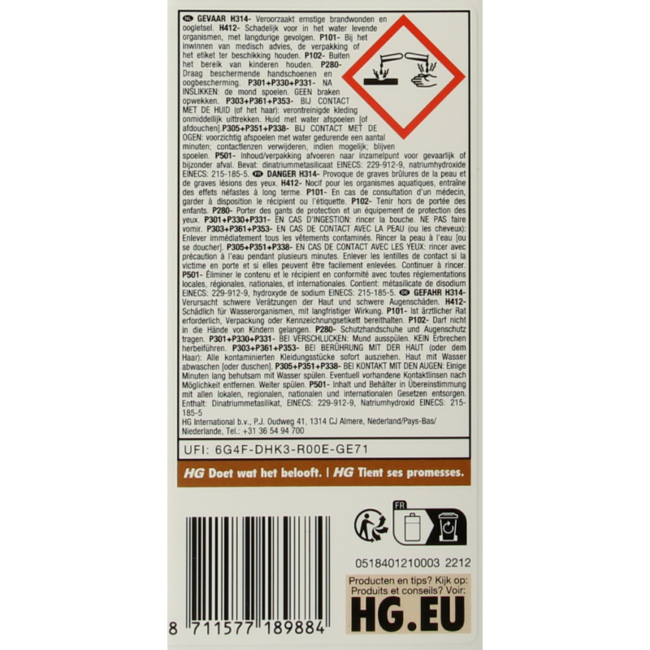 NL GEVAAR H314- Veroorzaakt ernstige brandwonden en
oogletsel. H412- Schadelijk voor in het water levende
organismen, met langdurige gevolgen. P101- Bij het
inwinnen van medisch advies, de verpakking of
het etiket ter beschikking houden. P102- Buiten
het bereik van kinderen houden. P280-
Draag beschermende handschoenen en
oogbescherming. P301+P330+P331- NA
INSLIKKEN: de mond spoelen. GEEN braken
opwekken. P303+P361+P353- BIJ CONTACT
MET DE HUID (of het haar): verontreinigde kleding
onmiddellijk uittrekken. Huid met water afspoelen [of
afdouchen].P305+P351+P338- BIJ CONTACT MET DE
OGEN: voorzichtig afspoelen met water gedurende een aantal
minuten; contactlenzen verwijderen, indien mogelijk; blijven
spoelen. P501- Inhoud/verpakking afvoeren naar inzamelpunt voor gevaarlijk of
bijzonder afval. Bevat: dinatriummetasilicaat EINECS: 229-912-9, natriumhydroxide
EINECS: 215-185-5. FR DANGER H314- Provoque de graves brûlures de la peau et
de graves lésions des yeux. H412- Nocif pour les organismes aquatiques, entraîne
des effets néfastes à long terme. P101- En cas de consultation d'un médecin,
garder à disposition le récipient ou l'étiquette. P102- Tenir hors de portée des
enfants. P280- Porter des gants de protection et un équipement de protection des
yeux. P301+P330+P331- EN CAS D'INGESTION: rincer la bouche. NE PAS faire
vomir. P303+P361+P353- EN CAS DE CONTACT AVEC LA PEAU (ou les cheveux):
Enlever immédiatement tous les vêtements contaminés. Rincer la peau à l'eau [ou
se doucher]. P305+P351+P338- EN CAS DE CONTACT AVEC LES YEUX: rincer avec
précaution à l'eau pendant plusieurs minutes. Enlever les lentilles de contact si la
victime en porte et si elles peuvent être facilement enlevées. Continuer à rincer.
P501- Éliminer le contenu et le récipient en conformité avec toutes réglementations
locales, régionales, nationales, et internationales. Contient: métasilicate de disodium
EINECS: 229-912-9, hydroxyde de sodium EINECS: 215-185-5. DE GEFAHR H314-
Verursacht schwere Verätzungen der Haut und schwere Augenschäden. H412-
Schädlich für Wasserorganismen, mit langfristiger Wirkung. P101- Ist ärztlicher Rat
erforderlich, Verpackung oder Kennzeichnungsetikett bereithalten. P102- Darf nicht
in die Hände von Kindern gelangen. P280- Schutzhandschuhe und Augenschutz
tragen. P301+P330+P331- BEI VERSCHLUCKEN: Mund ausspülen. KEIN Erbrechen
herbeiführen. P303+P361+P353- BEI BERÜHRUNG MIT DER HAUT (oder dem
Haar): Alle kontaminierten Kleidungsstücke sofort ausziehen. Haut mit Wasser
abwaschen [oder duschen]. P305+P351+P338- BEI KONTAKT MIT DEN AUGEN: Einige
Minuten lang behutsam mit Wasser spülen. Eventuell vorhandene Kontaktlinsen nach
Möglichkeit entfernen. Weiter spülen. P501- Inhalt und Behälter in Übereinstimmung
mit allen lokalen, regionalen, nationalen und internationalen Gesetzen entsorgen.
Enthält: Dinatriummetasilikat, EINECS: 229-912-9, Natriumhydroxid EINECS: 215-
185-5
HG International b.v., P.J. Oudweg 41, 1314 CJ Almere, Nederland/Pays-Bas/
Niederlande. Tel.: +31 36 54 94 700
UFI: 6G4F-DHK3-R00E-GE71
HG Doet wat het belooft. | HG Tient ses promesses.
FR
0518401210003 2212
Producten en tips? Kijk op:
Produits et conseils? Voir:
HG.EU
8 711577 189884